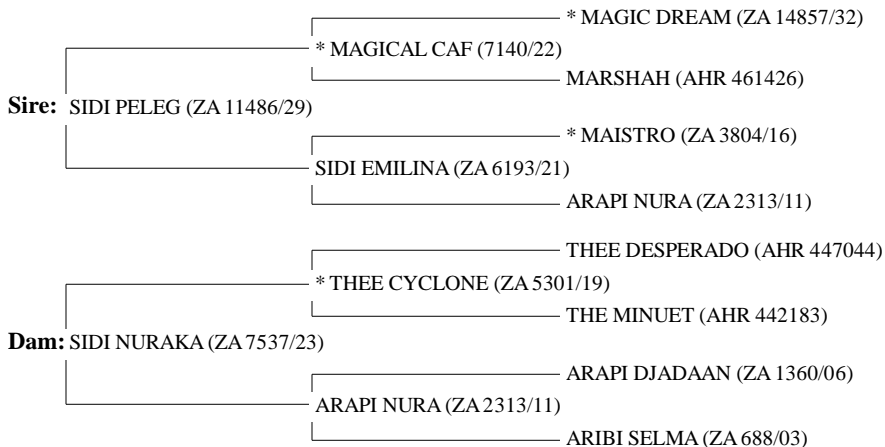 * MAGIC DREAM (ZA 14857/32)
* MAGICAL CAF (7140/22)
MARSHAH (AHR 461426)
Sire: SIDI PELEG (ZA 11486/29)
* MAISTRO (ZA 3804/16)
SIDI EMILINA (ZA 6193/21)
ARAPI NURA (ZA 2313/11)
THEE DESPERADO (AHR 447044)
* THEE CYCLONE (ZA 5301/19)
THE MINUET (AHR 442183)
Dam: SIDI NURAKA (ZA 7537/23)
ARAPI DJADAAN (ZA 1360/06)
ARAPI NURA (ZA 2313/11)
ARIBI SELMA (ZA 688/03)